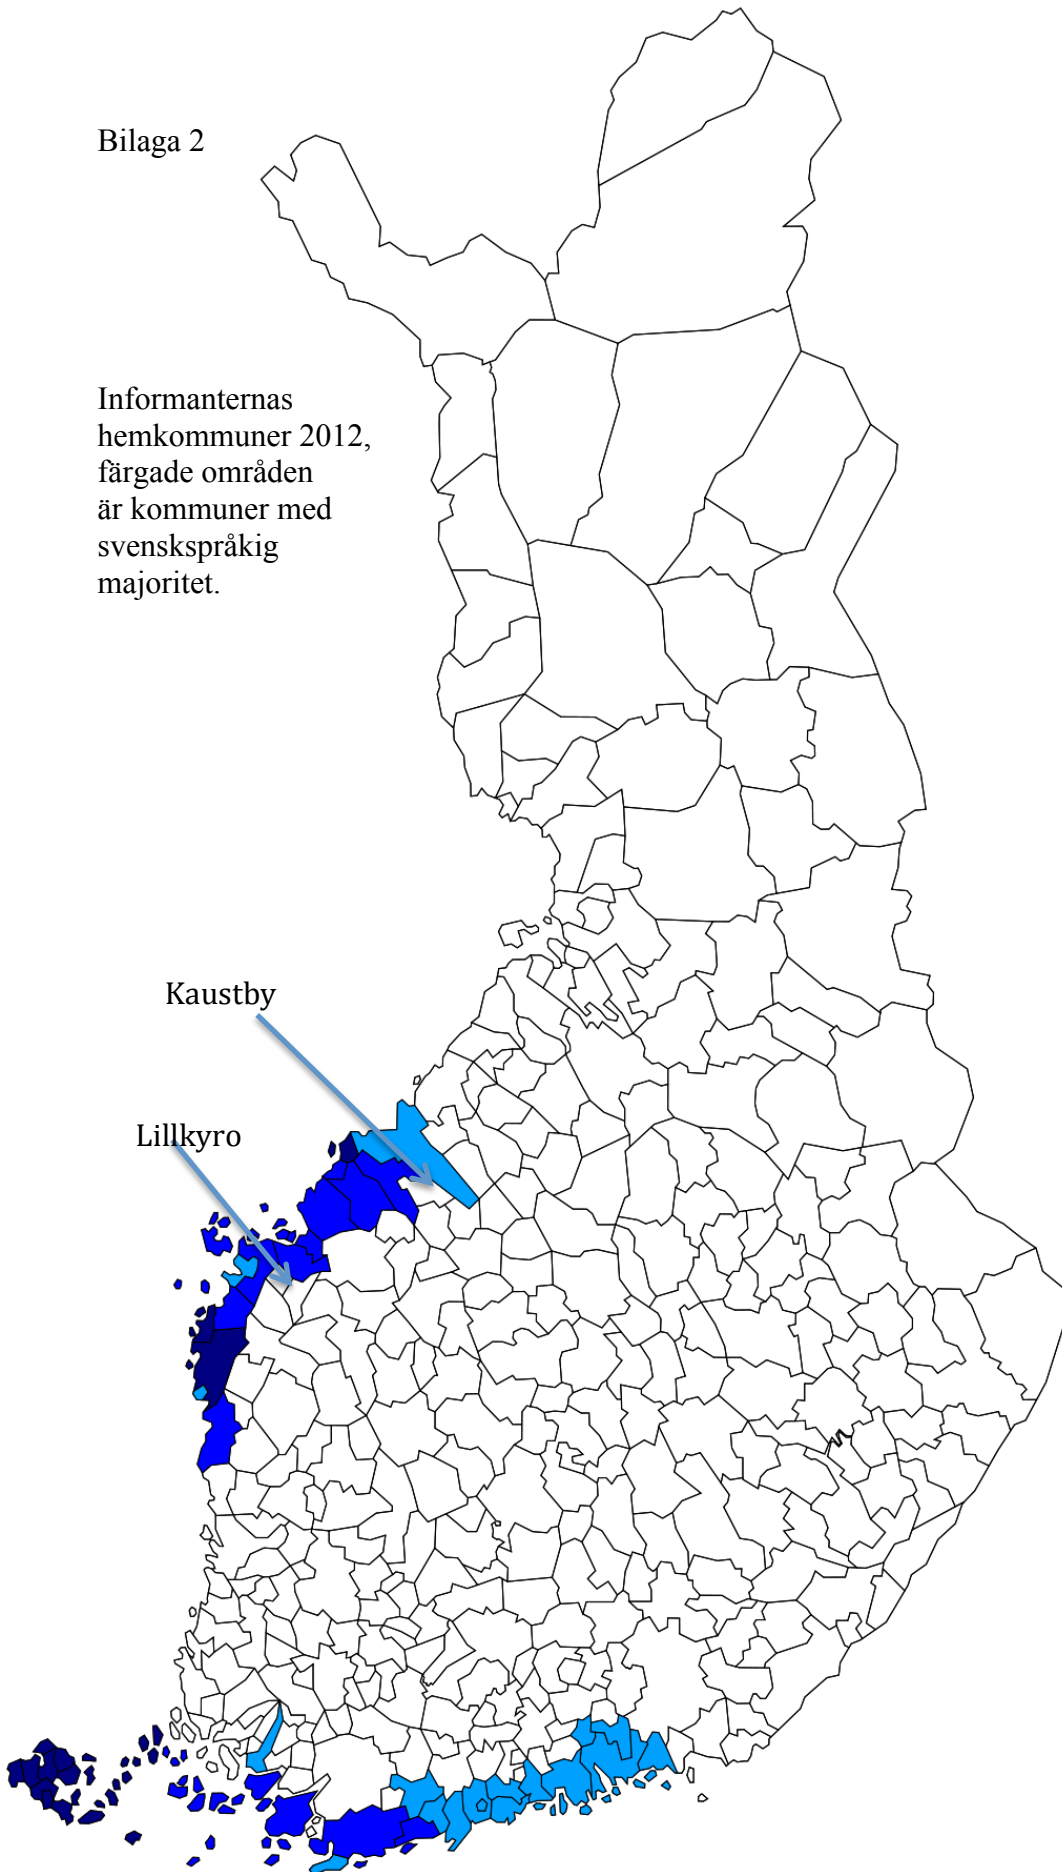 Bilaga 2
Informanternas
hemkommuner 2012,
färgade områden
är kommuner med
svenskspråkig
majoritet.
Kaustby
Lillkyro